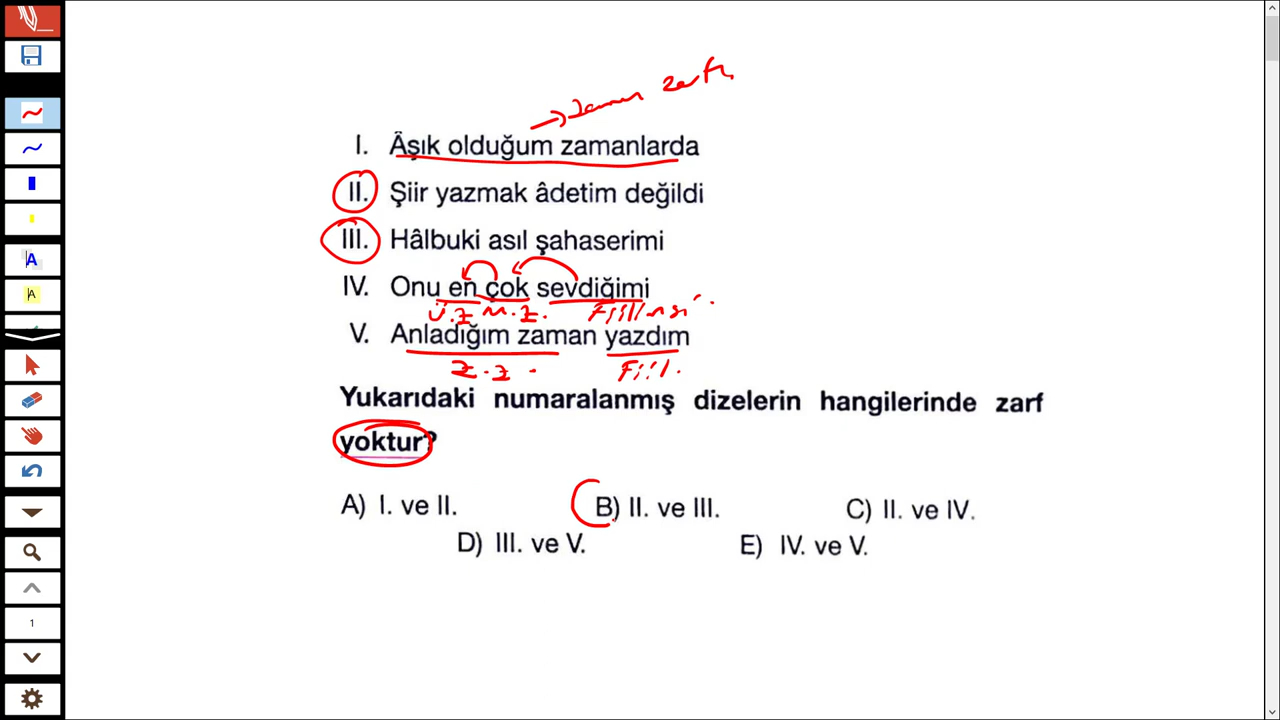 zaman zarfı
I. Âşık olduğum zamanlarda
II. Şiir yazmak âdetim değildi
III. Hâlbuki asıl şahaserimi
IV. Onu en çok sevdiğimi
Ü.Z M.Z. Fiilimsi
V. Anladığım zaman yazdım
Z.Z. Fiil.
Yukarıdaki numaralanmış dizelerin hangilerinde zarf
yoktur?
A) I. ve II. B) II. ve III. C) II. ve IV.
D) III. ve V. E) IV. ve V.
A
A
1